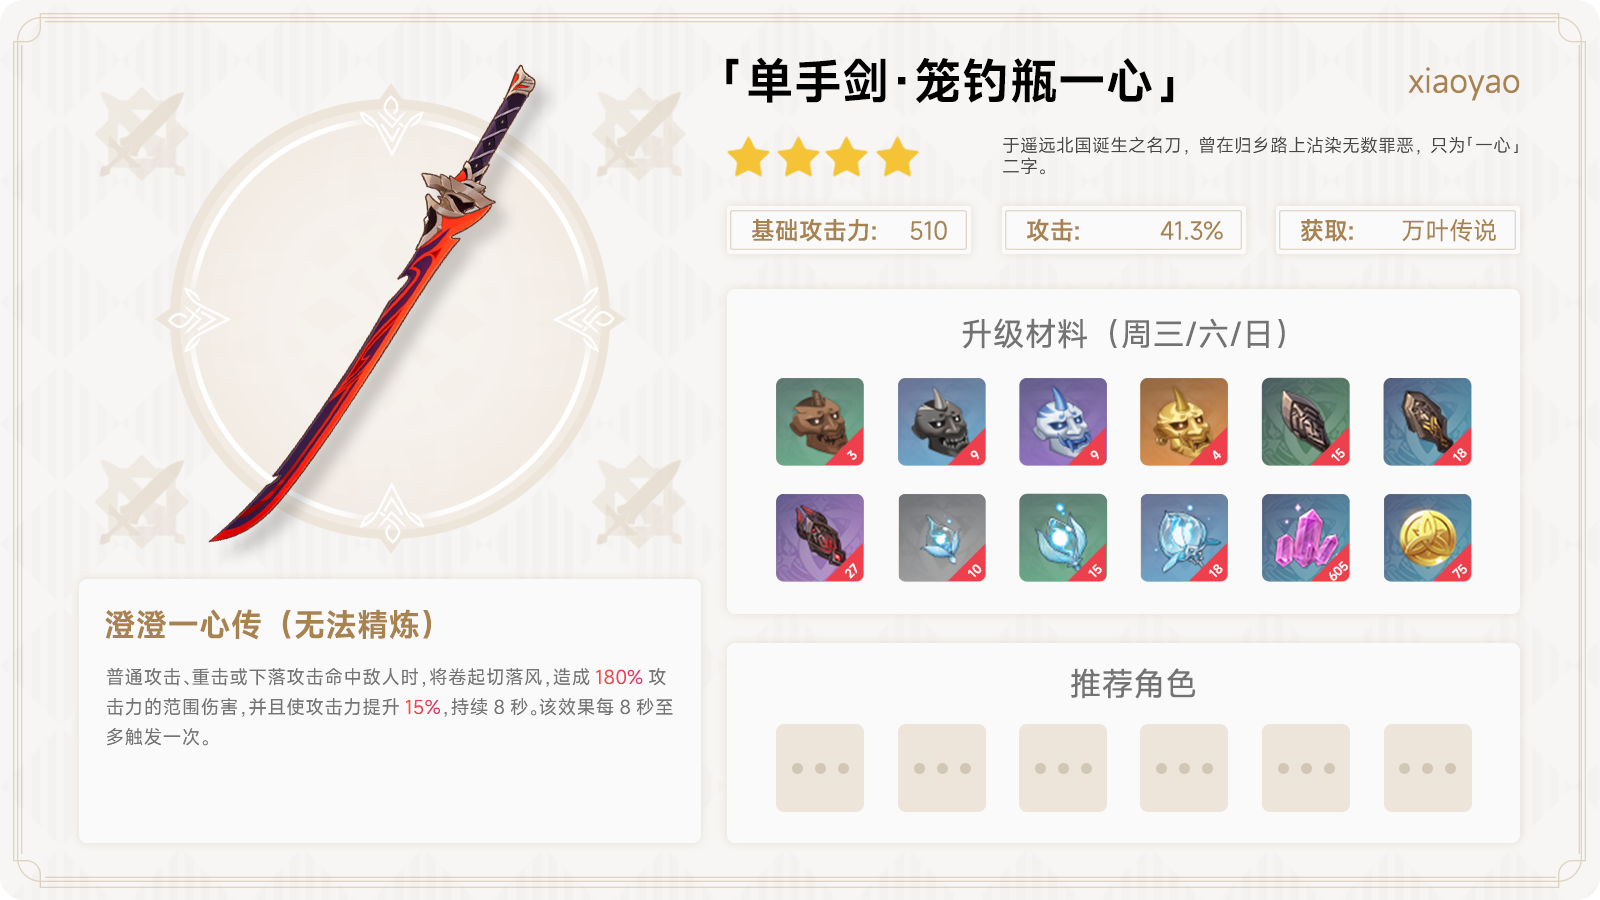 「单手剑·笼钓瓶一心」
xiaoyao
于遥远北国诞生之名刀，曾在归乡路上沾染无数罪恶，只为「一心」
二字。
基础攻击力: 510
攻击: 41.3%
获取: 万叶传说
升级材料（周三/六/日）
3 9 9 4 15 18
27 10 15 18 605 75
澄澄一心传（无法精炼）
普通攻击、重击或下落攻击命中敌人时,将卷起切落风,造成 180% 攻
击力的范围伤害,并且使攻击力提升 15%,持续 8 秒。该效果每 8 秒至
多触发一次。
推荐角色